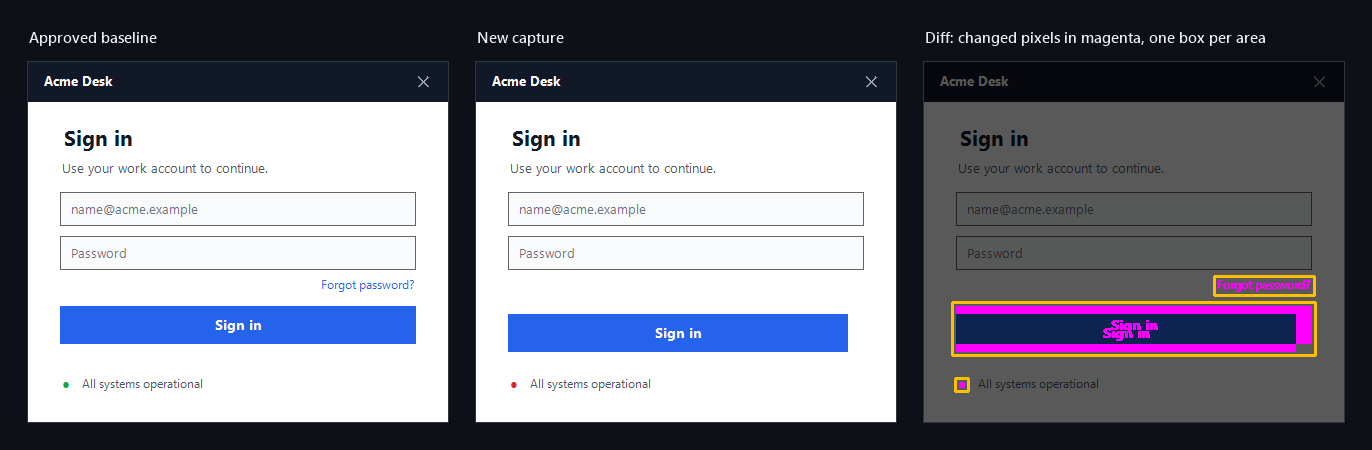 Approved baseline
Acme Desk
Sign in
Use your work account to continue.
name@acme.example
Password
Forgot password?
Sign in
All systems operational
New capture
Acme Desk
Sign in
Use your work account to continue.
name@acme.example
Password
Sign in
All systems operational
Diff: changed pixels in magenta, one box per area
Acme Desk
Sign in
Use your work account to continue.
name@acme.example
Password
Forgot password?
Sign in
Sign in
All systems operational